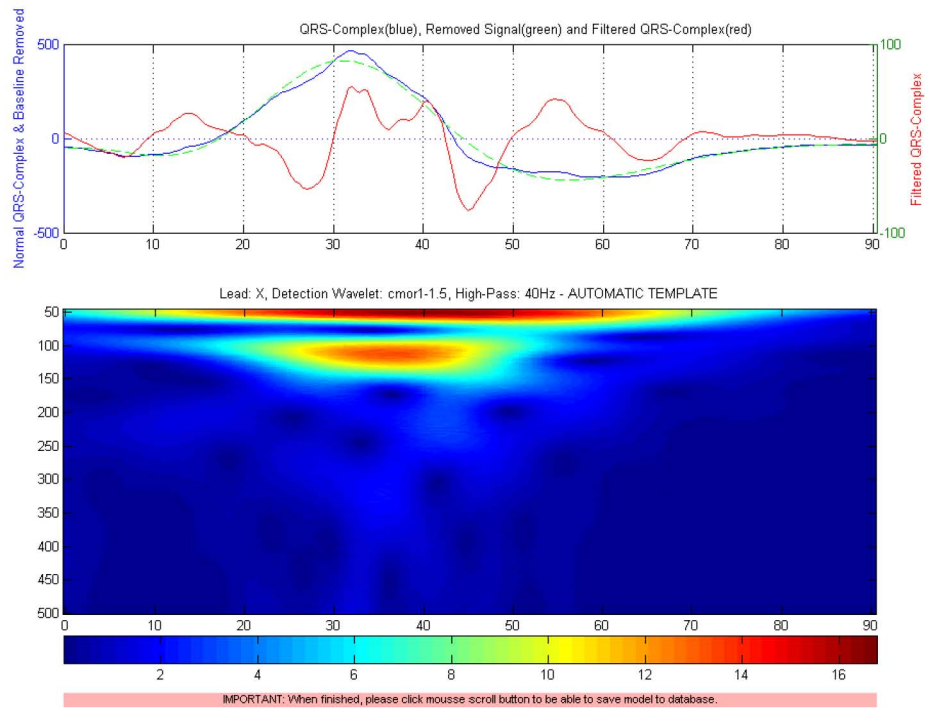 QRS-Complex(blue), Removed Signal(green) and Filtered QRS-Complex(red)
Normal QRS-Complex & Baseline Removed
500
0
-500
100
0
-100
Filtered QRS-Complex
0 10 20 30 40 50 60 70 80 90
Lead: X, Detection Wavelet: cmor1-1.5, High-Pass: 40Hz - AUTOMATIC TEMPLATE
50
100
150
200
250
300
350
400
450
500
0 10 20 30 40 50 60 70 80 90
2 4 6 8 10 12 14 16
IMPORTANT: When finished, please click mousse scroll button to be able to save model to database.